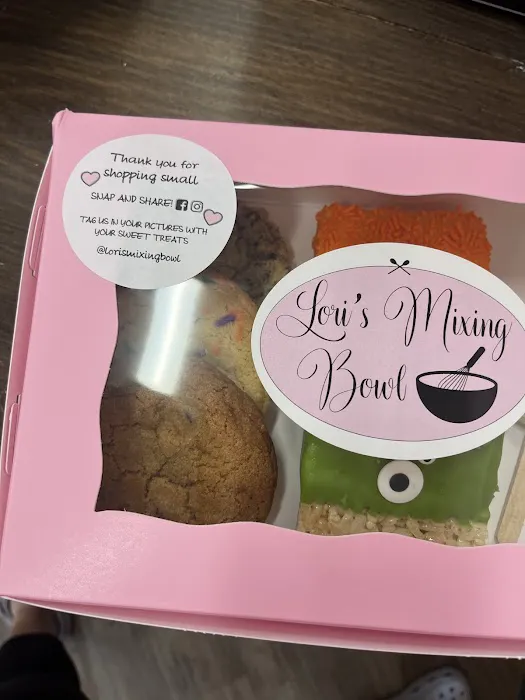 Thank you for
shopping small
SNAP AND SHARE!
TAG US IN YOUR PICTURES WITH
YOUR SWEET TREATS
@lorismixingbowl
Lori's Mixing
Bowl